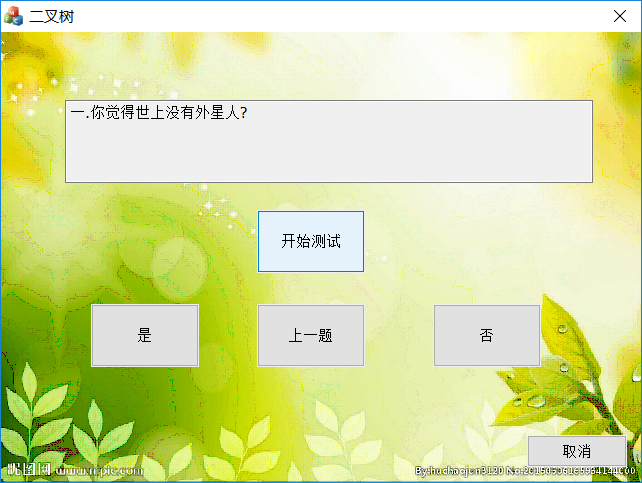 二叉树
一.你觉得世上没有外星人?
开始测试
是
上一题
否
取消
昵图网 www.nipic.com